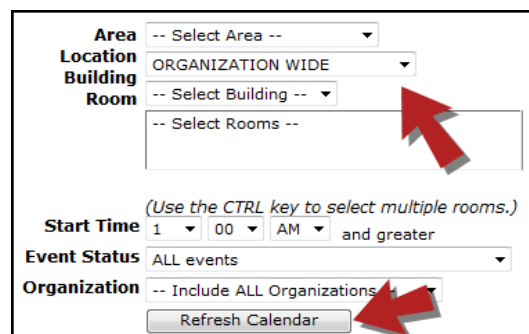 Area -- Select Area --
Location ORGANIZATION WIDE
Building -- Select Building --
Room -- Select Rooms --
(Use the CTRL key to select multiple rooms.)
Start Time 1 00 AM and greater
Event Status ALL events
Organization -- Include ALL Organizations --
Refresh Calendar